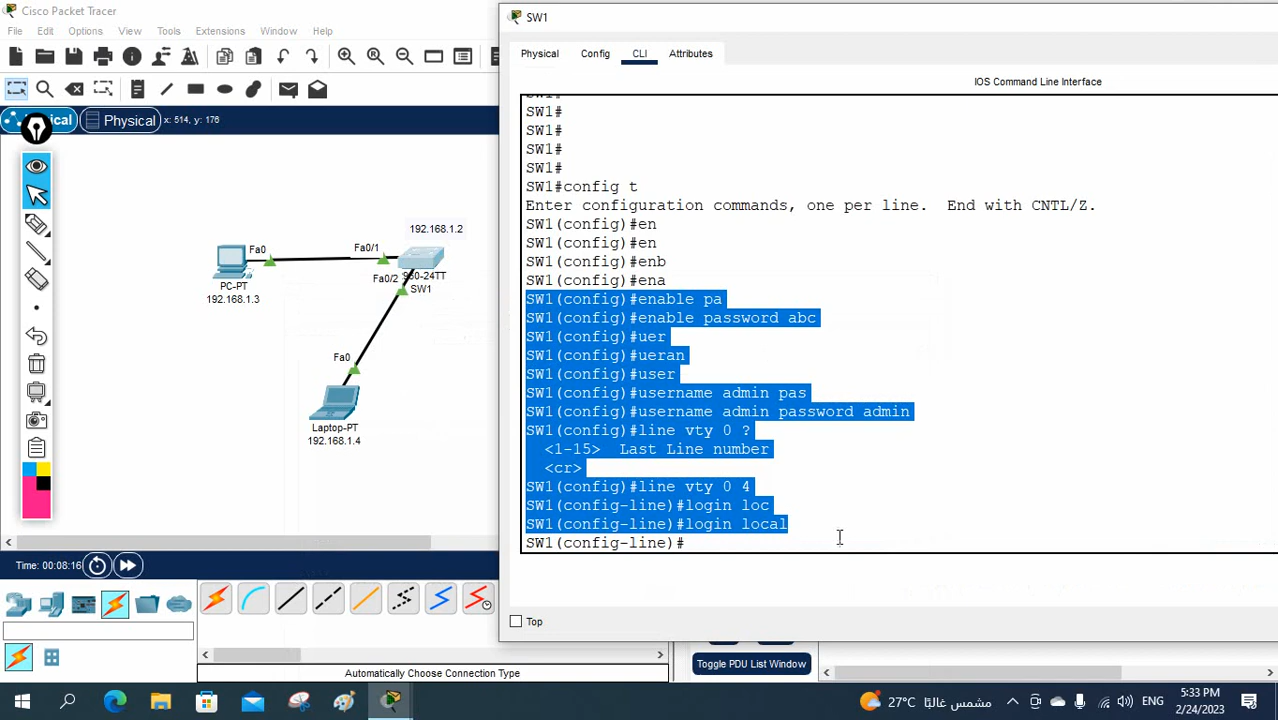 Cisco Packet Tracer
File Edit Options View Tools Extensions Window Help
Physical x: 514, y: 176
192.168.1.2
Fa0
Fa0/1
Fa0/2
PC-PT
192.168.1.3
SW1
Fa0
Laptop-PT
192.168.1.4
Time: 00:08:16
Automatically Choose Connection Type
SW1
Physical Config CLI Attributes
IOS Command Line Interface
SW1#
SW1#
SW1#
SW1#
SW1#
SW1#config t
Enter configuration commands, one per line. End with CNTL/Z.
SW1(config)#en
SW1(config)#en
SW1(config)#enb
SW1(config)#ena
SW1(config)#enable pa
SW1(config)#enable password abc
SW1(config)#uer
SW1(config)#ueran
SW1(config)#user
SW1(config)#username admin pas
SW1(config)#username admin password admin
SW1(config)#line vty 0 ?
<1-15> Last Line number
<cr>
SW1(config)#line vty 0 4
SW1(config-line)#login loc
SW1(config-line)#login local
SW1(config-line)#
Top
Toggle PDU List Window
27°C مشمس غالبًا
ENG
5:33 PM
2/24/2023